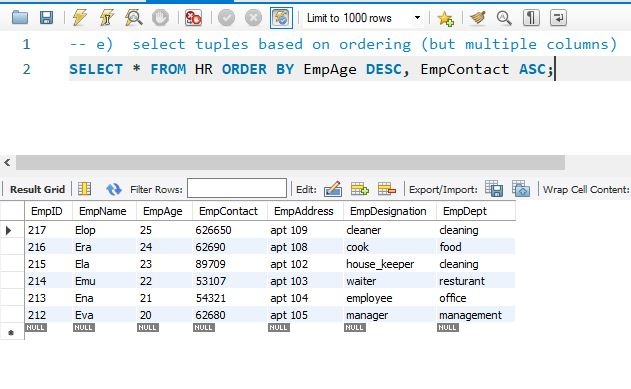 Limit to 1000 rows
1 -- e) select tuples based on ordering (but multiple columns)
2 SELECT * FROM HR ORDER BY EmpAge DESC, EmpContact ASC;
Result Grid Filter Rows: Edit: Export/Import: Wrap Cell Content:
EmpID EmpName EmpAge EmpContact EmpAddress EmpDesignation EmpDept
217 Elop 25 626650 apt 109 cleaner cleaning
216 Era 24 62690 apt 108 cook food
215 Ela 23 89709 apt 102 house_keeper cleaning
214 Emu 22 53107 apt 103 waiter resturant
213 Ena 21 54321 apt 104 employee office
212 Eva 20 62680 apt 105 manager management
NULL NULL NULL NULL NULL NULL NULL